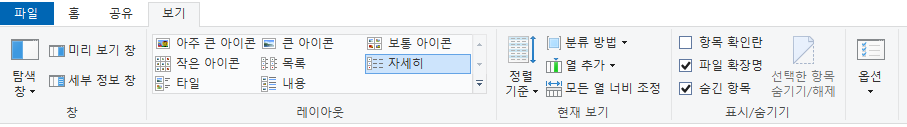 파일 홈 공유 보기
탐색 창
미리 보기 창
세부 정보 창
창
아주 큰 아이콘 큰 아이콘 보통 아이콘
작은 아이콘 목록 자세히
타일 내용
레이아웃
정렬 기준
분류 방법
열 추가
모든 열 너비 조정
현재 보기
항목 확인란
파일 확장명
숨긴 항목
선택한 항목
숨기기/해제
표시/숨기기
옵션